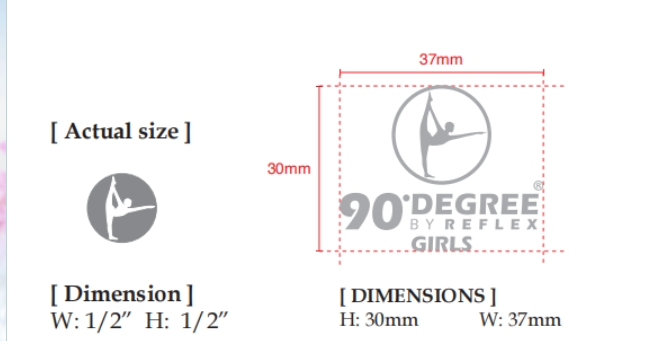 [ Actual size ]
[ Dimension ]
W: 1/2” H: 1/2”
37mm
30mm
90°DEGREE®
BY REFLEX
GIRLS
[ DIMENSIONS ]
H: 30mm W: 37mm